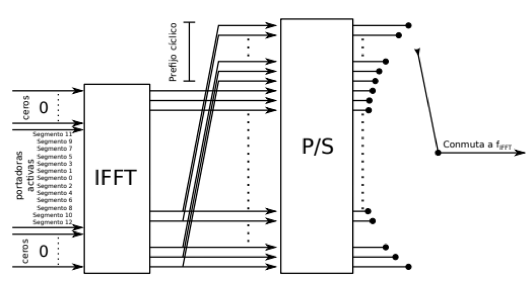 Prefijo cíclico
ceros
0
Segmento 11
Segmento 9
Segmento 7
Segmento 5
Segmento 3
Segmento 1
Segmento 0
Segmento 2
Segmento 4
Segmento 6
Segmento 8
Segmento 10
Segmento 12
portadoras
activas
ceros
0
IFFT
P/S
Conmuta a fIFFT